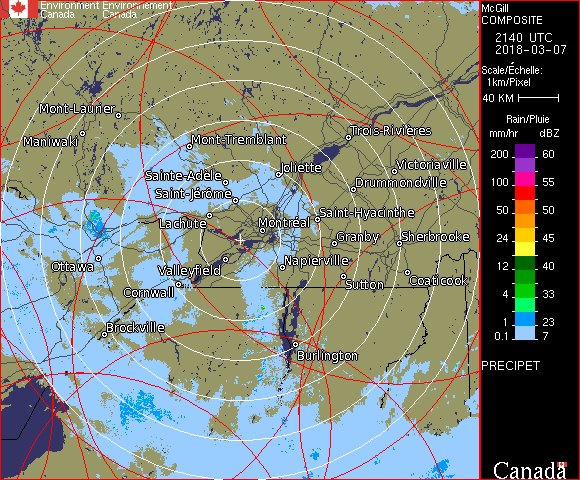 Environment Environnement
Canada Canada
McGill
COMPOSITE
2140 UTC
2018-03-07
Scale/Échelle:
1km/Pixel
40 KM
Rain/Pluie
mm/hr dBZ
200 60
100 55
50 50
24 45
12 40
4 33
1 23
0.1 7
PRECIPET
Canada
Mont-Laurier
Maniwaki
Mont-Tremblant
Trois-Rivières
Joliette
Victoriaville
Sainte-Adèle
Drummondville
Saint-Jérôme
Saint-Hyacinthe
Lachute
Montréal
Granby
Sherbrooke
Ottawa
Valleyfield
Napierville
Sutton
Coaticook
Cornwall
Brockville
Burlington